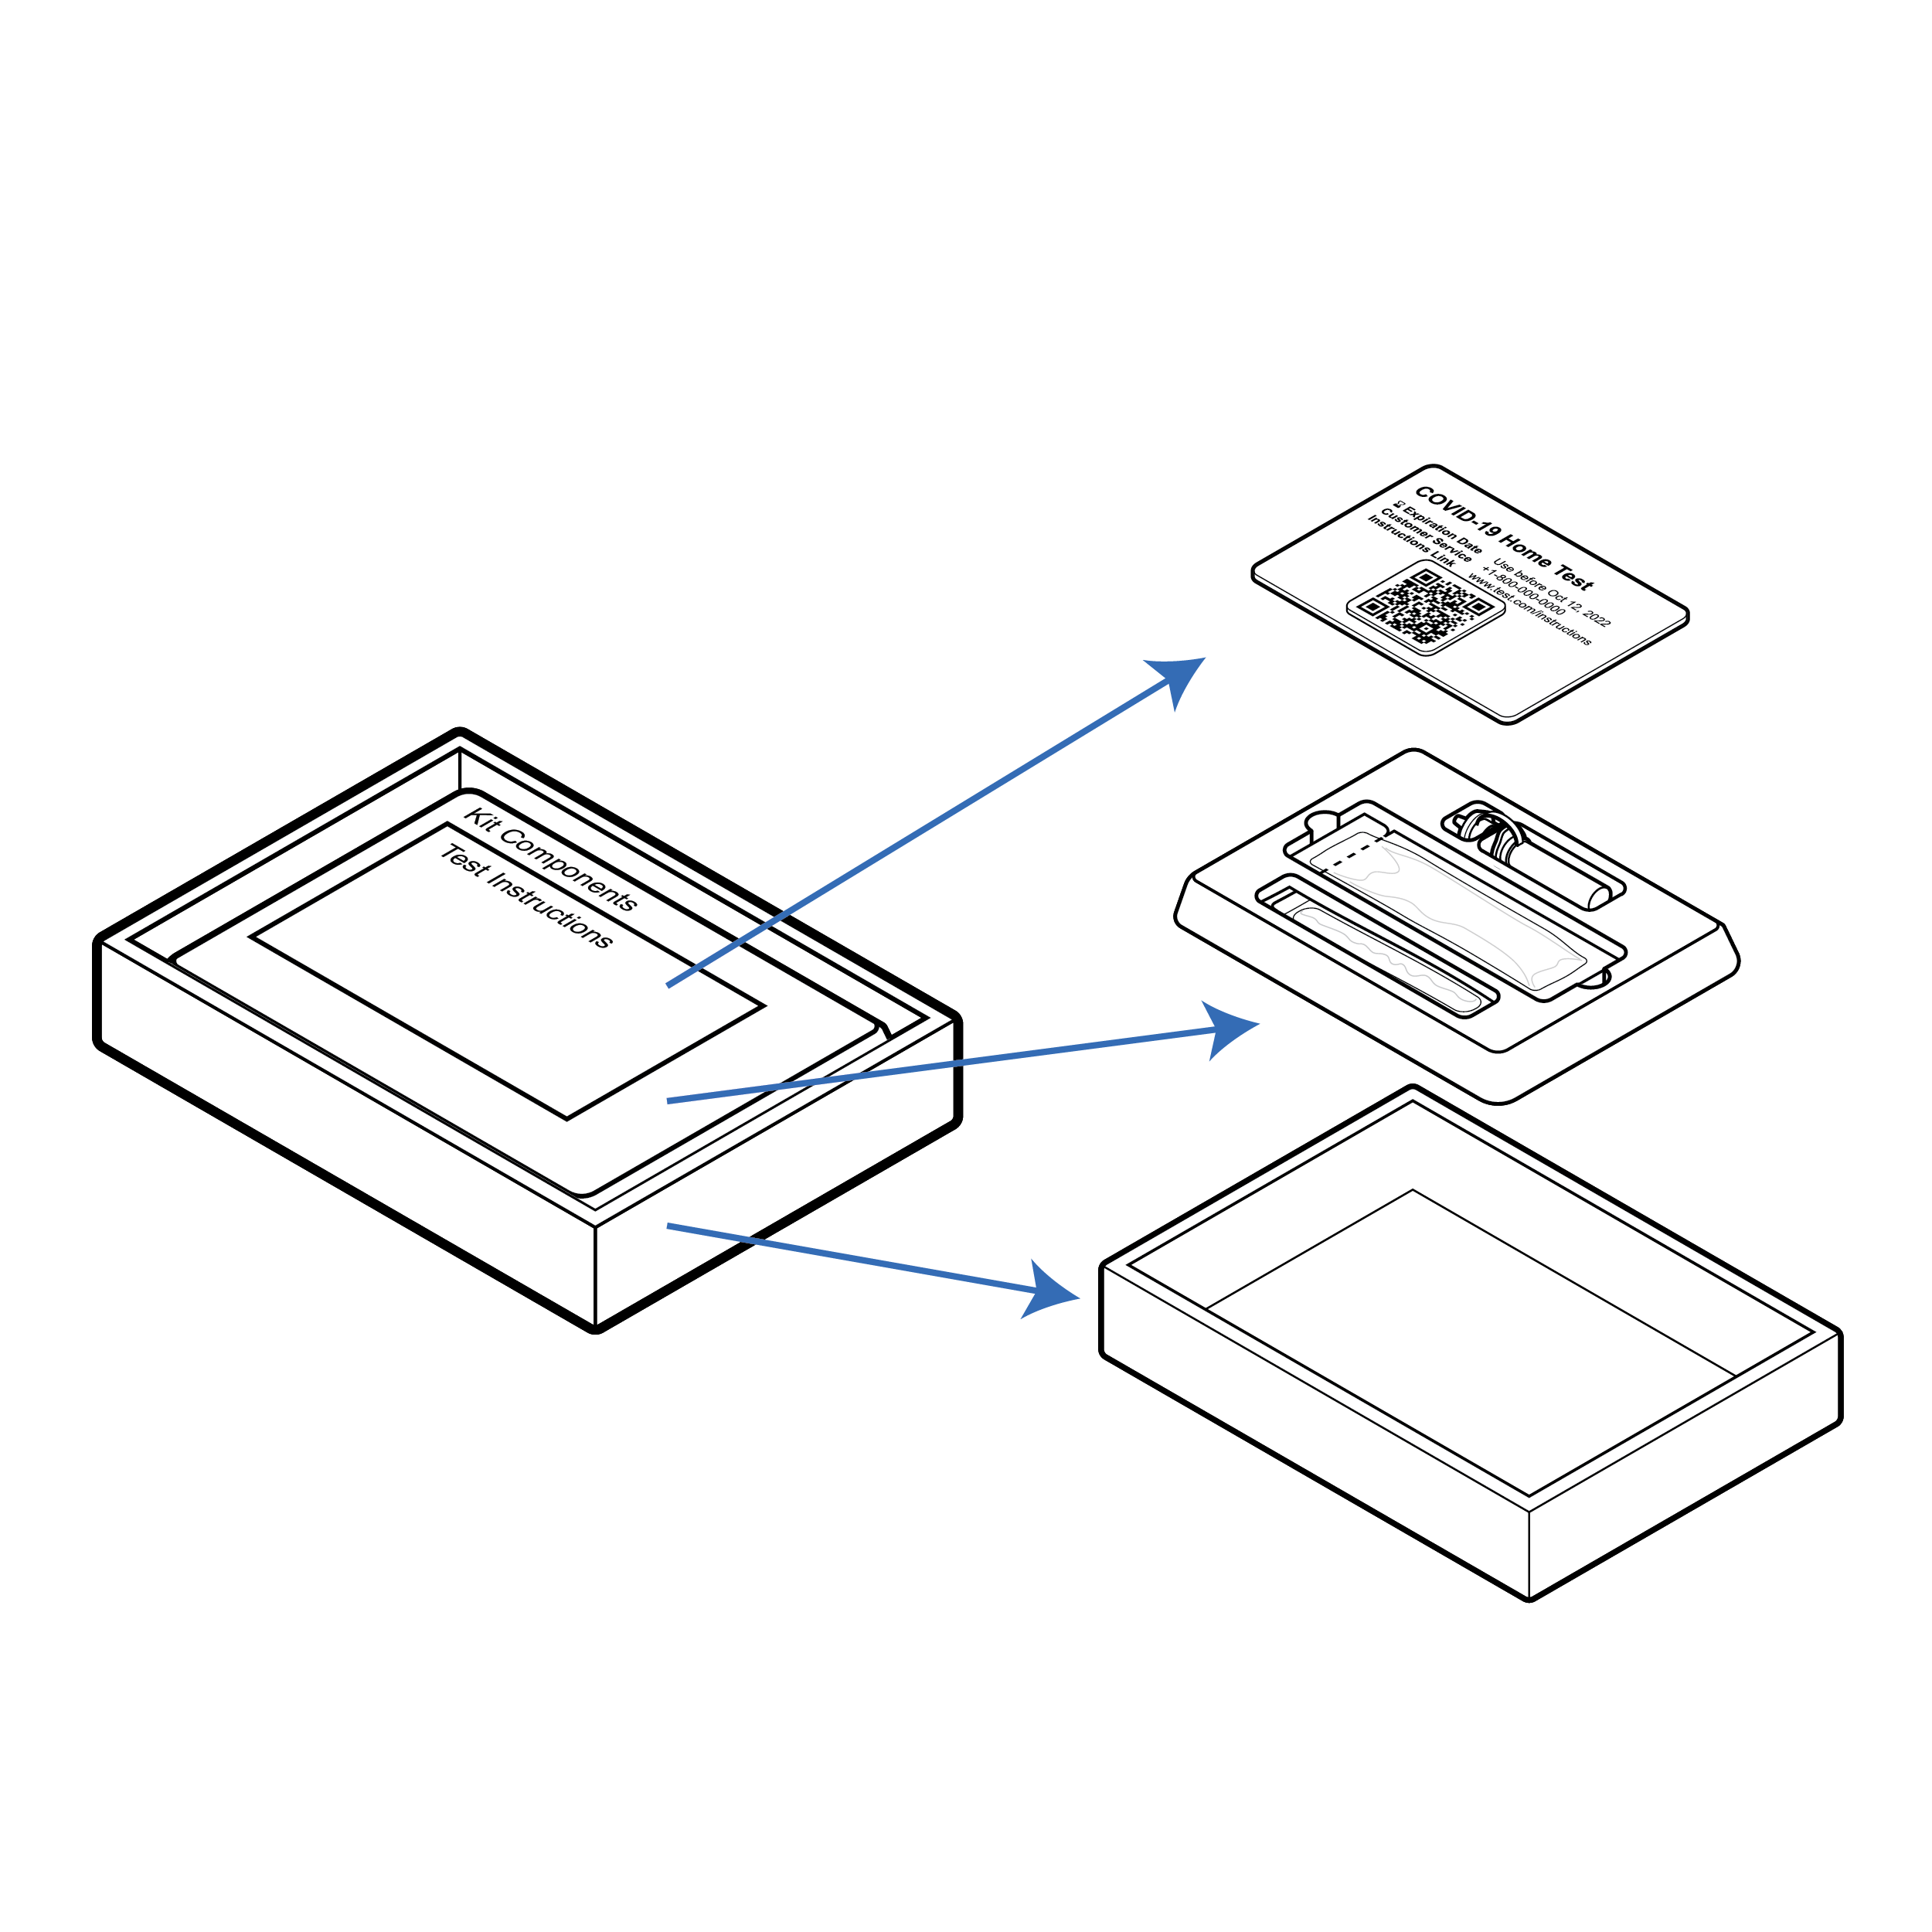 Kit Components
Test Instructions
COVID-19 Home Test
Expiration Date Use before Oct 12, 2022
Customer Service +1-800-000-0000
Instructions Link www.test.com/instructions